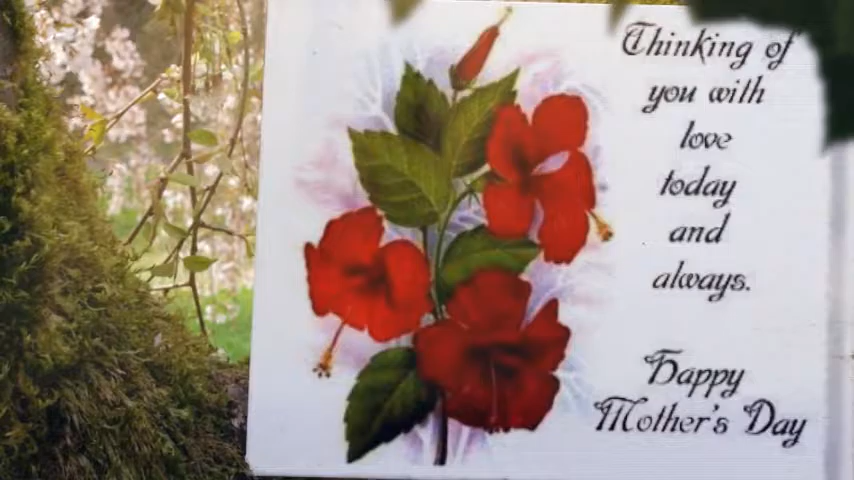 Thinking of
you with
love
today
and
always.
Happy
Mother's Day